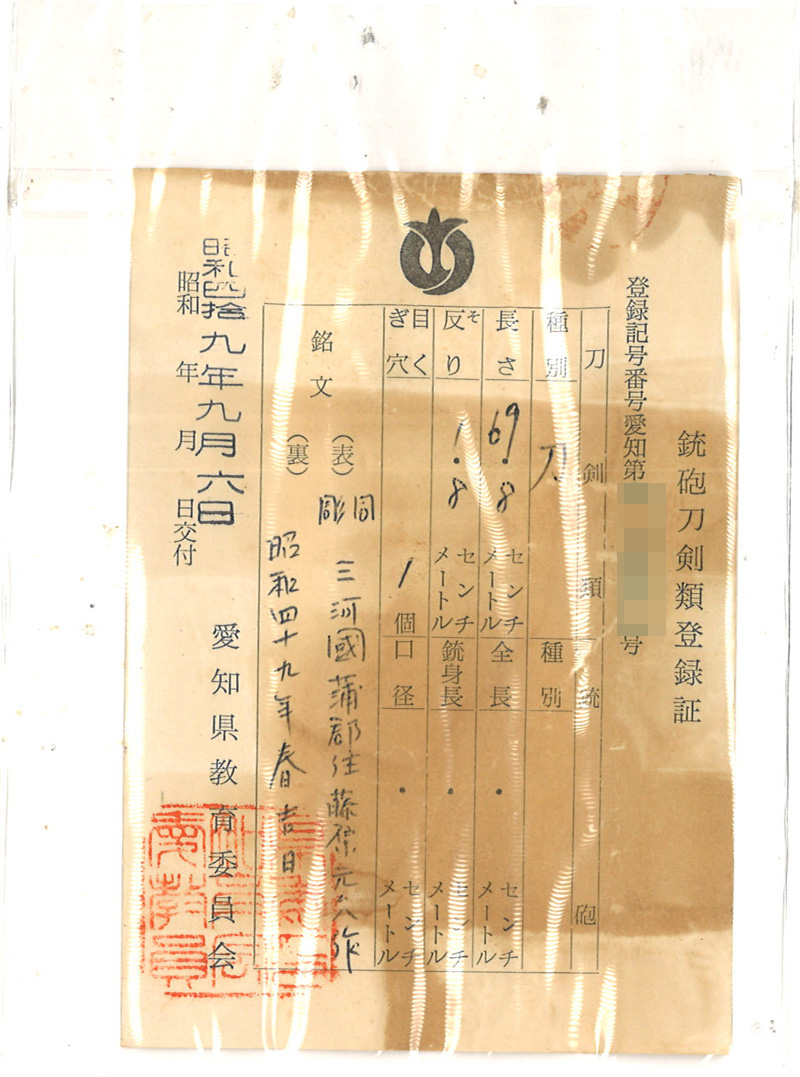 銃砲刀剣類登録証
登録記号番号愛知第 号
刀剣類 銃砲
種別 刀 種別
長さ 69.8 センチメートル 全長 ・ センチメートル
反り そ 1.8 センチメートル 銃身長 ・ センチメートル
目くぎ穴 1 個 口径 ・ センチメートル
銘文
(表) 同彫 三河國蒲郡住藤原元久作
(裏) 昭和四十九年春吉日
昭和四拾九年九月六日
昭和 年 月 日交付
愛知県教育委員会